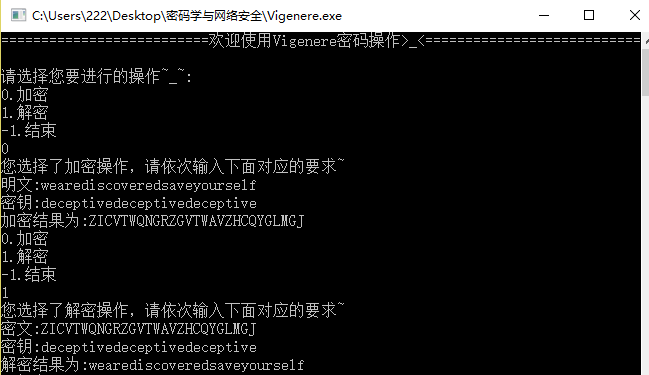 C:\Users\222\Desktop\密码学与网络安全\Vigenere.exe
==========================欢迎使用Vigenere密码操作>_<===========================
请选择您要进行的操作~_~:
0.加密
1.解密
-1.结束
0
您选择了加密操作，请依次输入下面对应的要求~
明文:wearediscoveredsaveyourself
密钥:deceptivedeceptivedeceptive
加密结果为:ZICVTWQNGRZGVTWAVZHCQYGLMGJ
0.加密
1.解密
-1.结束
1
您选择了解密操作，请依次输入下面对应的要求~
密文:ZICVTWQNGRZGVTWAVZHCQYGLMGJ
密钥:deceptivedeceptivedeceptive
解密结果为:wearediscoveredsaveyourself